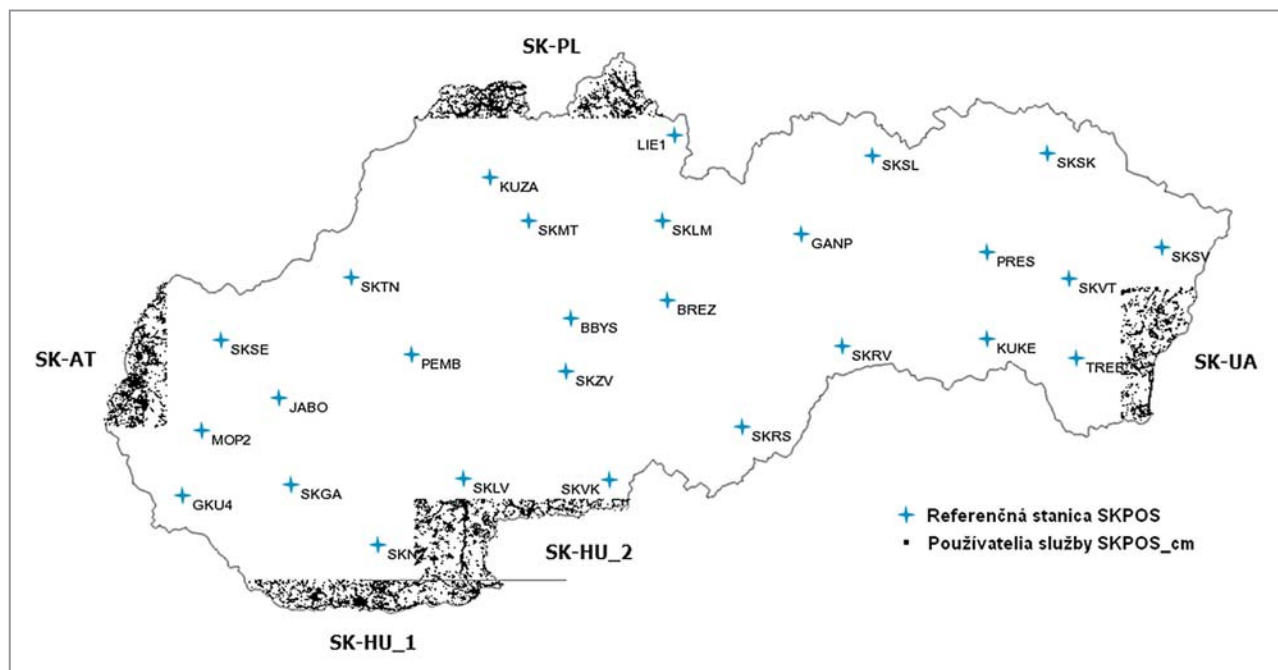 SK-PL
LIE1
SKSL
SKSK
KUZA
SKMT
SKLM
GANP
PRES
SKSV
SKVT
SKTN
BREZ
BBYS
SKSE
SK-AT
PEMB
SKZV
SKRV
KUKE
TREB
SK-UA
JABO
MOP2
SKRS
SKGA
SKLV
SKVK
GKU4
SKNZ
SK-HU_2
SK-HU_1
Referenčná stanica SKPOS
Používatelia služby SKPOS_cm